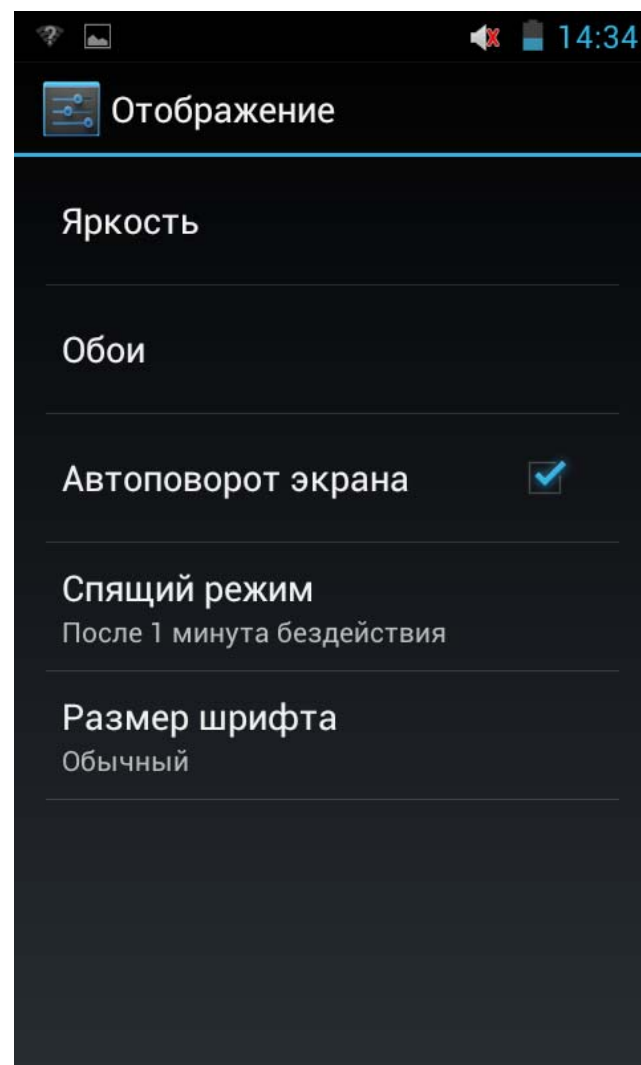 14:34
Отображение
Яркость
Обои
Автоповорот экрана
Спящий режим
После 1 минута бездействия
Размер шрифта
Обычный